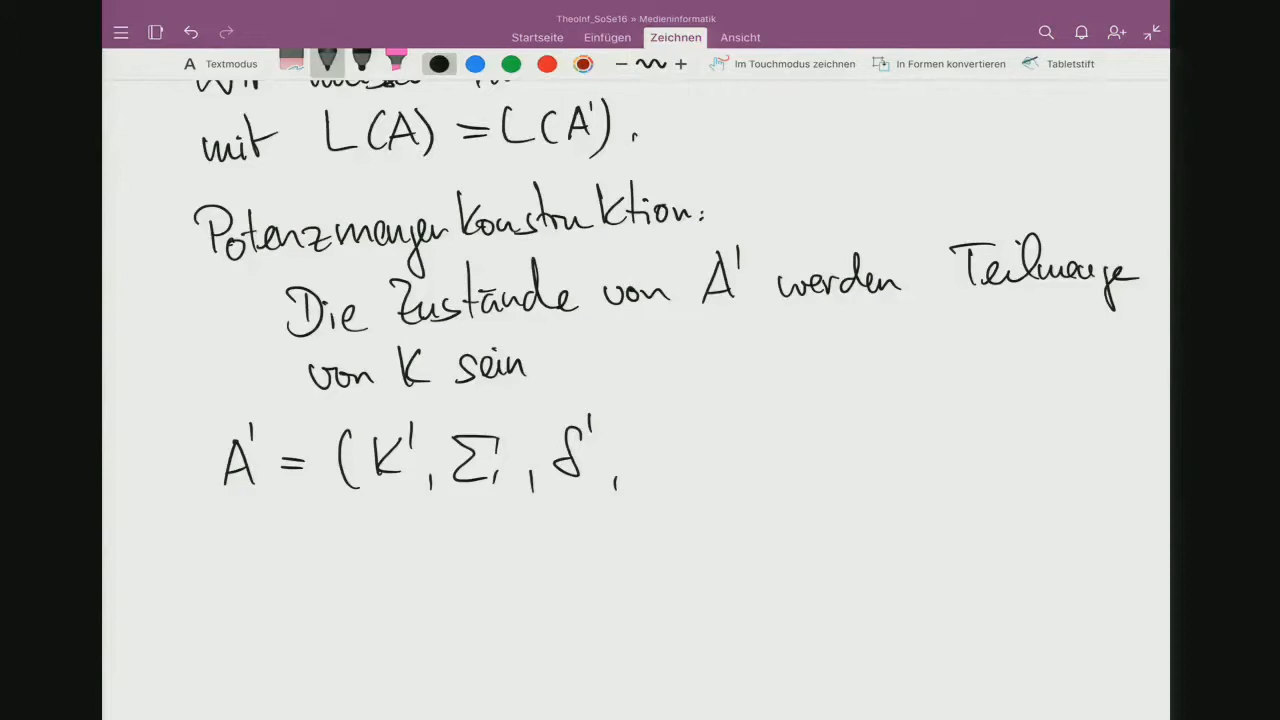 TheoInf_SoSe16 » Medieninformatik
Startseite Einfügen Zeichnen Ansicht
A Textmodus Im Touchmodus zeichnen In Formen konvertieren Tabletstift
mit L(A) = L(A').
Potenzmengenkonstruktion:
Die Zustände von A' werden Teilmenge
von K sein
A' = (K', Σ, δ',